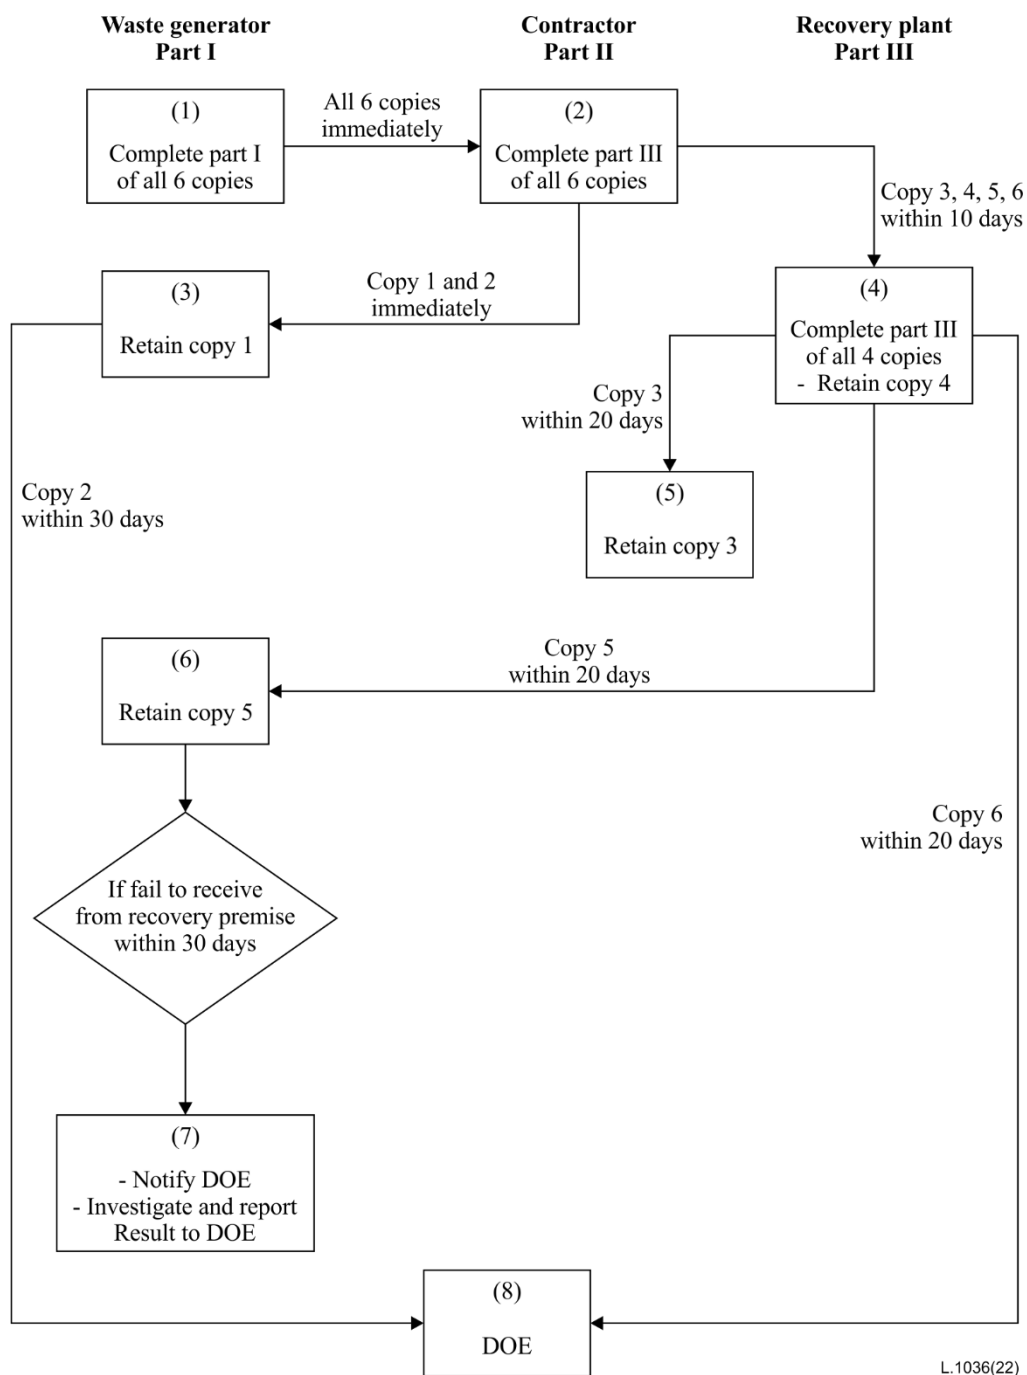 Waste generator
Part I
Contractor
Part II
Recovery plant
Part III
(1)
Complete part I
of all 6 copies
All 6 copies
immediately
(2)
Complete part III
of all 6 copies
Copy 3, 4, 5, 6
within 10 days
(3)
Retain copy 1
Copy 1 and 2
immediately
(4)
Complete part III
of all 4 copies
- Retain copy 4
Copy 3
within 20 days
Copy 2
within 30 days
(5)
Retain copy 3
(6)
Retain copy 5
Copy 5
within 20 days
Copy 6
within 20 days
If fail to receive
from recovery premise
within 30 days
(7)
- Notify DOE
- Investigate and report
Result to DOE
(8)
DOE
L.1036(22)